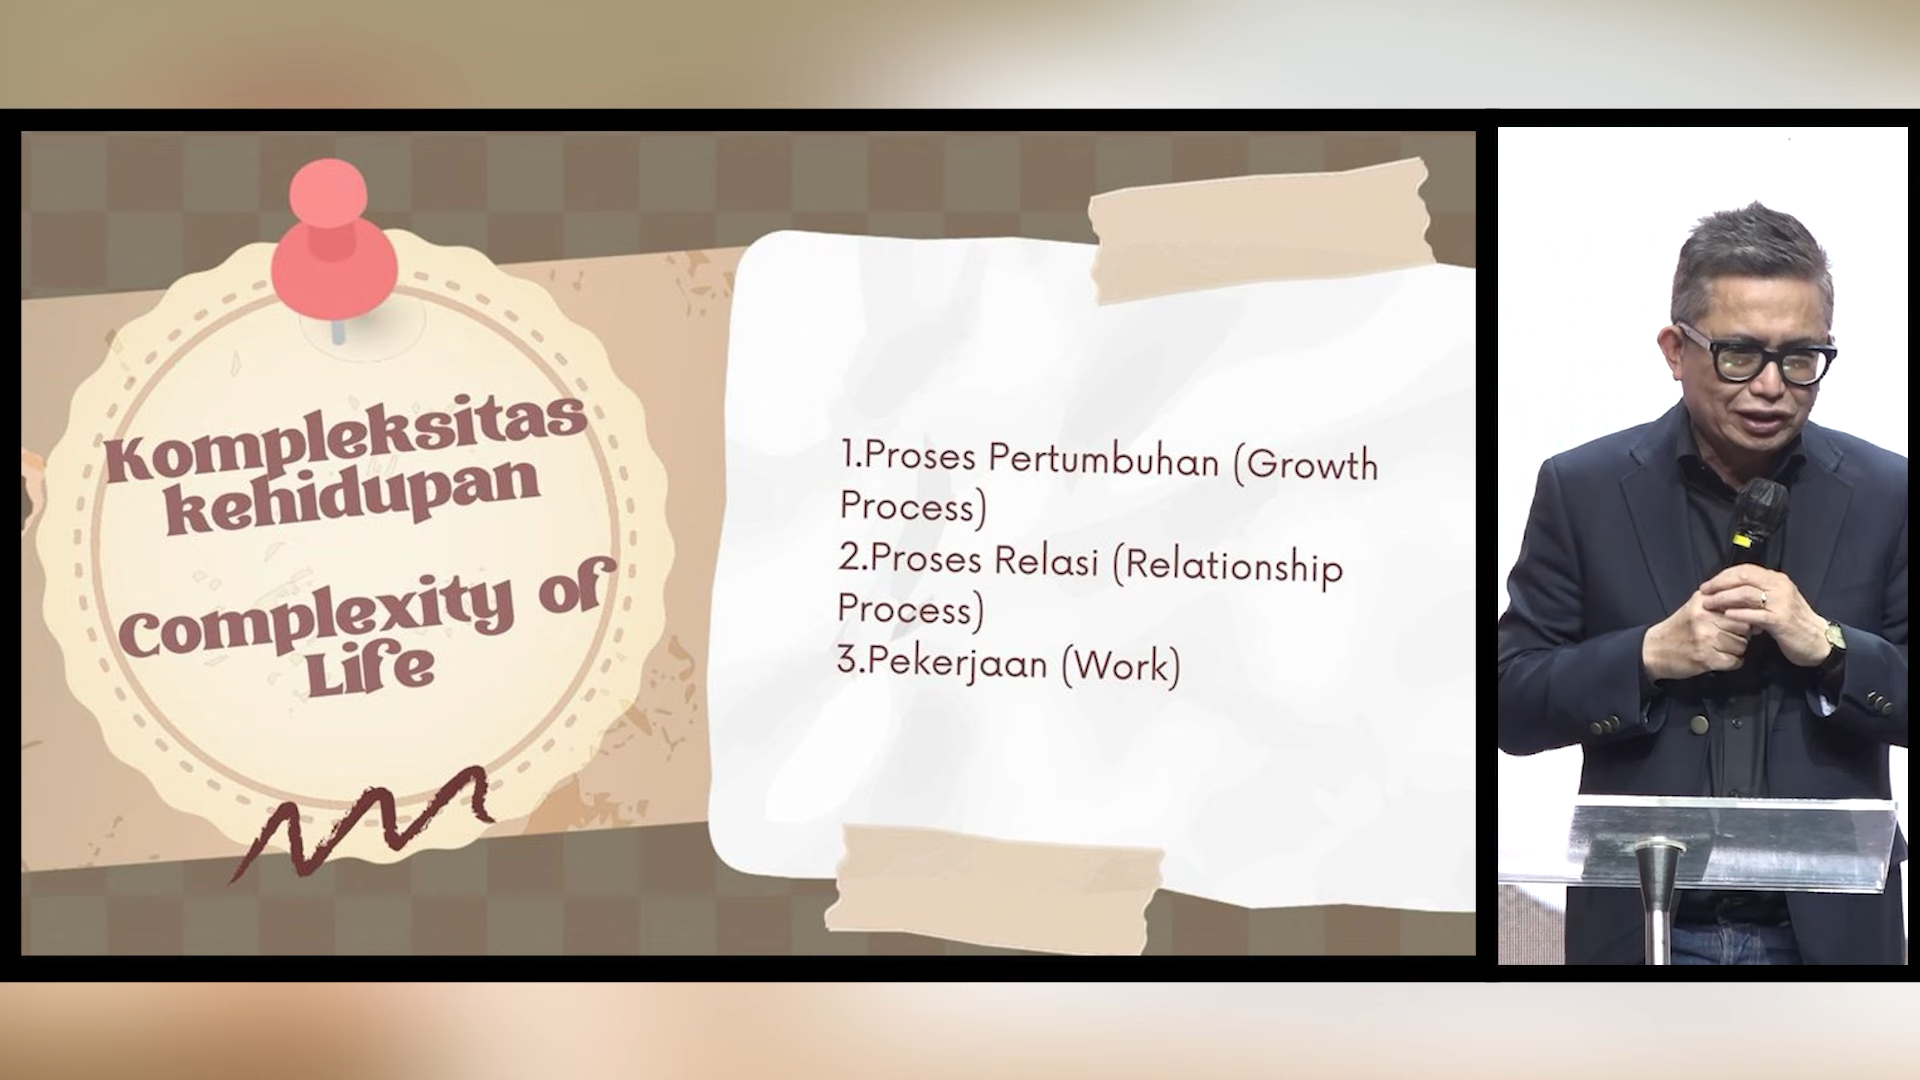 Kompleksitas
kehidupan
Complexity of
Life
1.Proses Pertumbuhan (Growth
Process)
2.Proses Relasi (Relationship
Process)
3.Pekerjaan (Work)